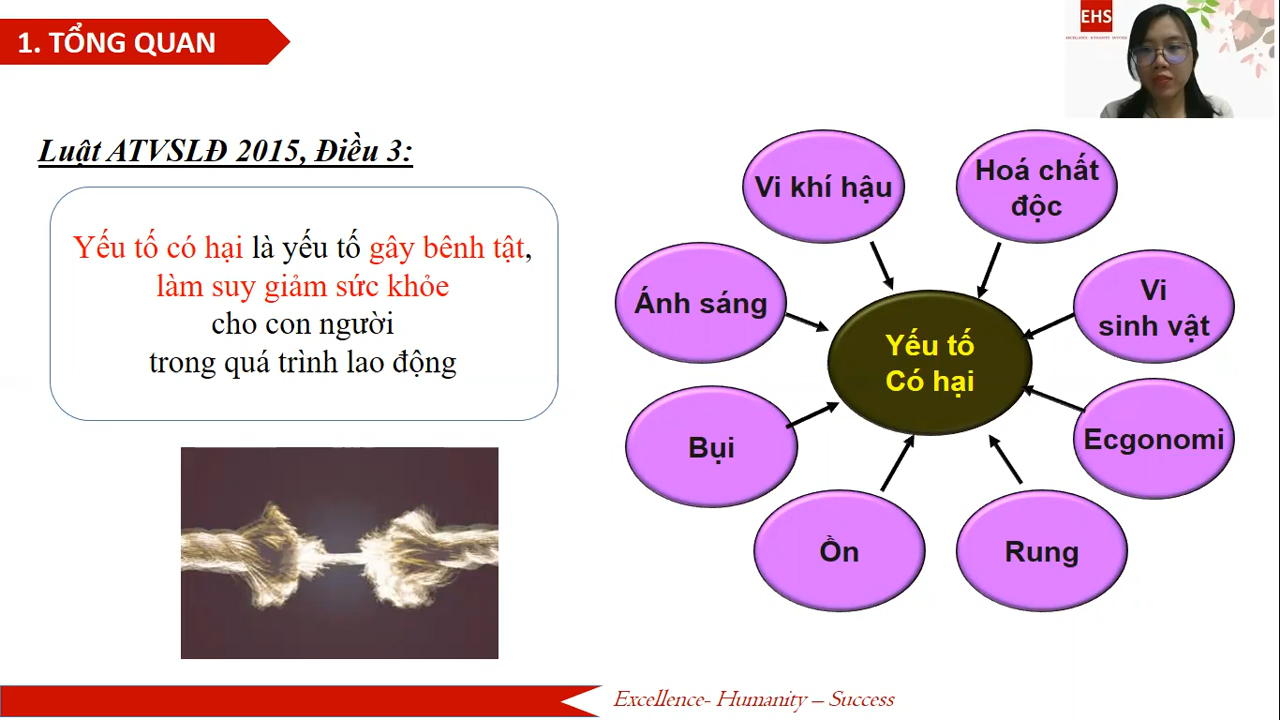 1. TỔNG QUAN
EHS
Luật ATVSLĐ 2015, Điều 3:
Yếu tố có hại là yếu tố gây bênh tật,
làm suy giảm sức khỏe
cho con người
trong quá trình lao động
Vi khí hậu
Hoá chất
độc
Ánh sáng
Vi
sinh vật
Yếu tố
Có hại
Bụi
Ecgonomi
Ồn
Rung
Excellence- Humanity – Success